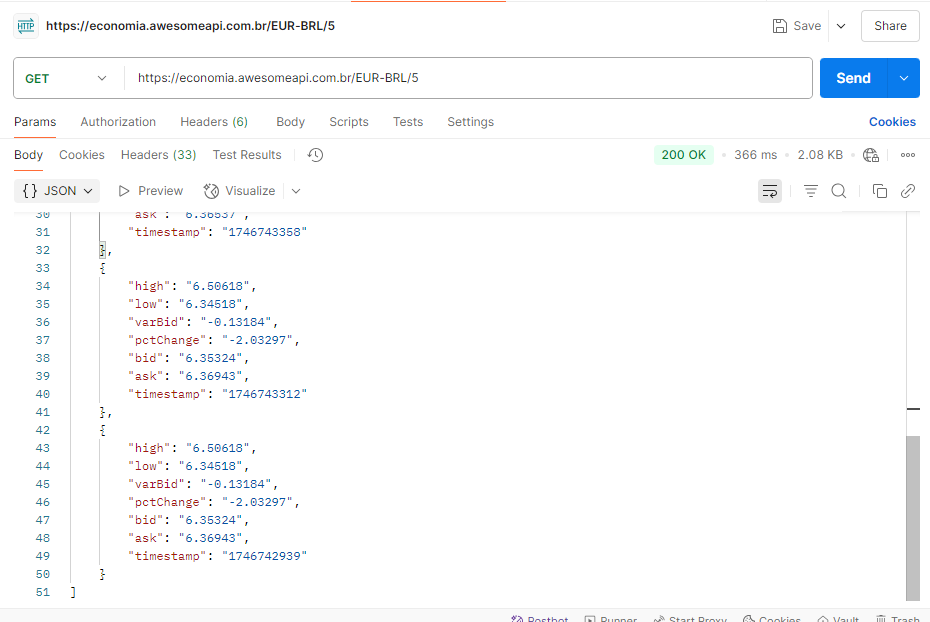 HTTP https://economia.awesomeapi.com.br/EUR-BRL/5 Save Share
GET https://economia.awesomeapi.com.br/EUR-BRL/5 Send
Params Authorization Headers (6) Body Scripts Tests Settings Cookies
Body Cookies Headers (33) Test Results 200 OK • 366 ms • 2.08 KB •
{ } JSON Preview Visualize
30 "ask": "6.36537",
31 "timestamp": "1746743358"
32 },
33 {
34 "high": "6.50618",
35 "low": "6.34518",
36 "varBid": "-0.13184",
37 "pctChange": "-2.03297",
38 "bid": "6.35324",
39 "ask": "6.36943",
40 "timestamp": "1746743312"
41 },
42 {
43 "high": "6.50618",
44 "low": "6.34518",
45 "varBid": "-0.13184",
46 "pctChange": "-2.03297",
47 "bid": "6.35324",
48 "ask": "6.36943",
49 "timestamp": "1746742939"
50 }
51 ]
Postbot Runner Start Proxy Cookies Vault Trash